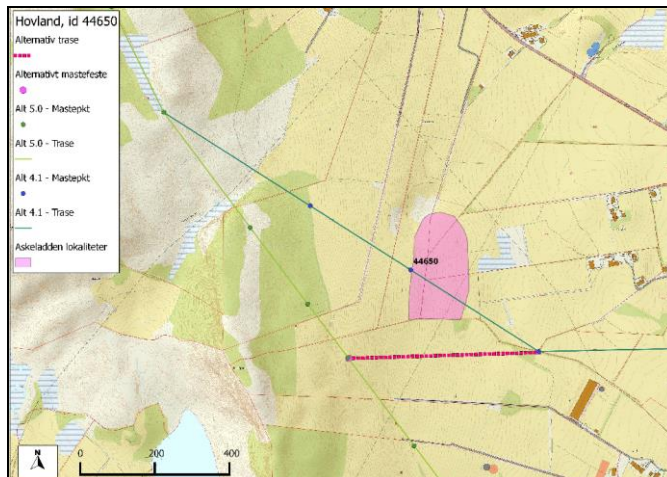 Hovland, id 44650
Alternativ trase
Alternativt mastefeste
Alt 5.0 - Mastepkt
Alt 5.0 - Trase
Alt 4.1 - Mastepkt
Alt 4.1 - Trase
Askeladden lokaliteter
44650
N
0 200 400